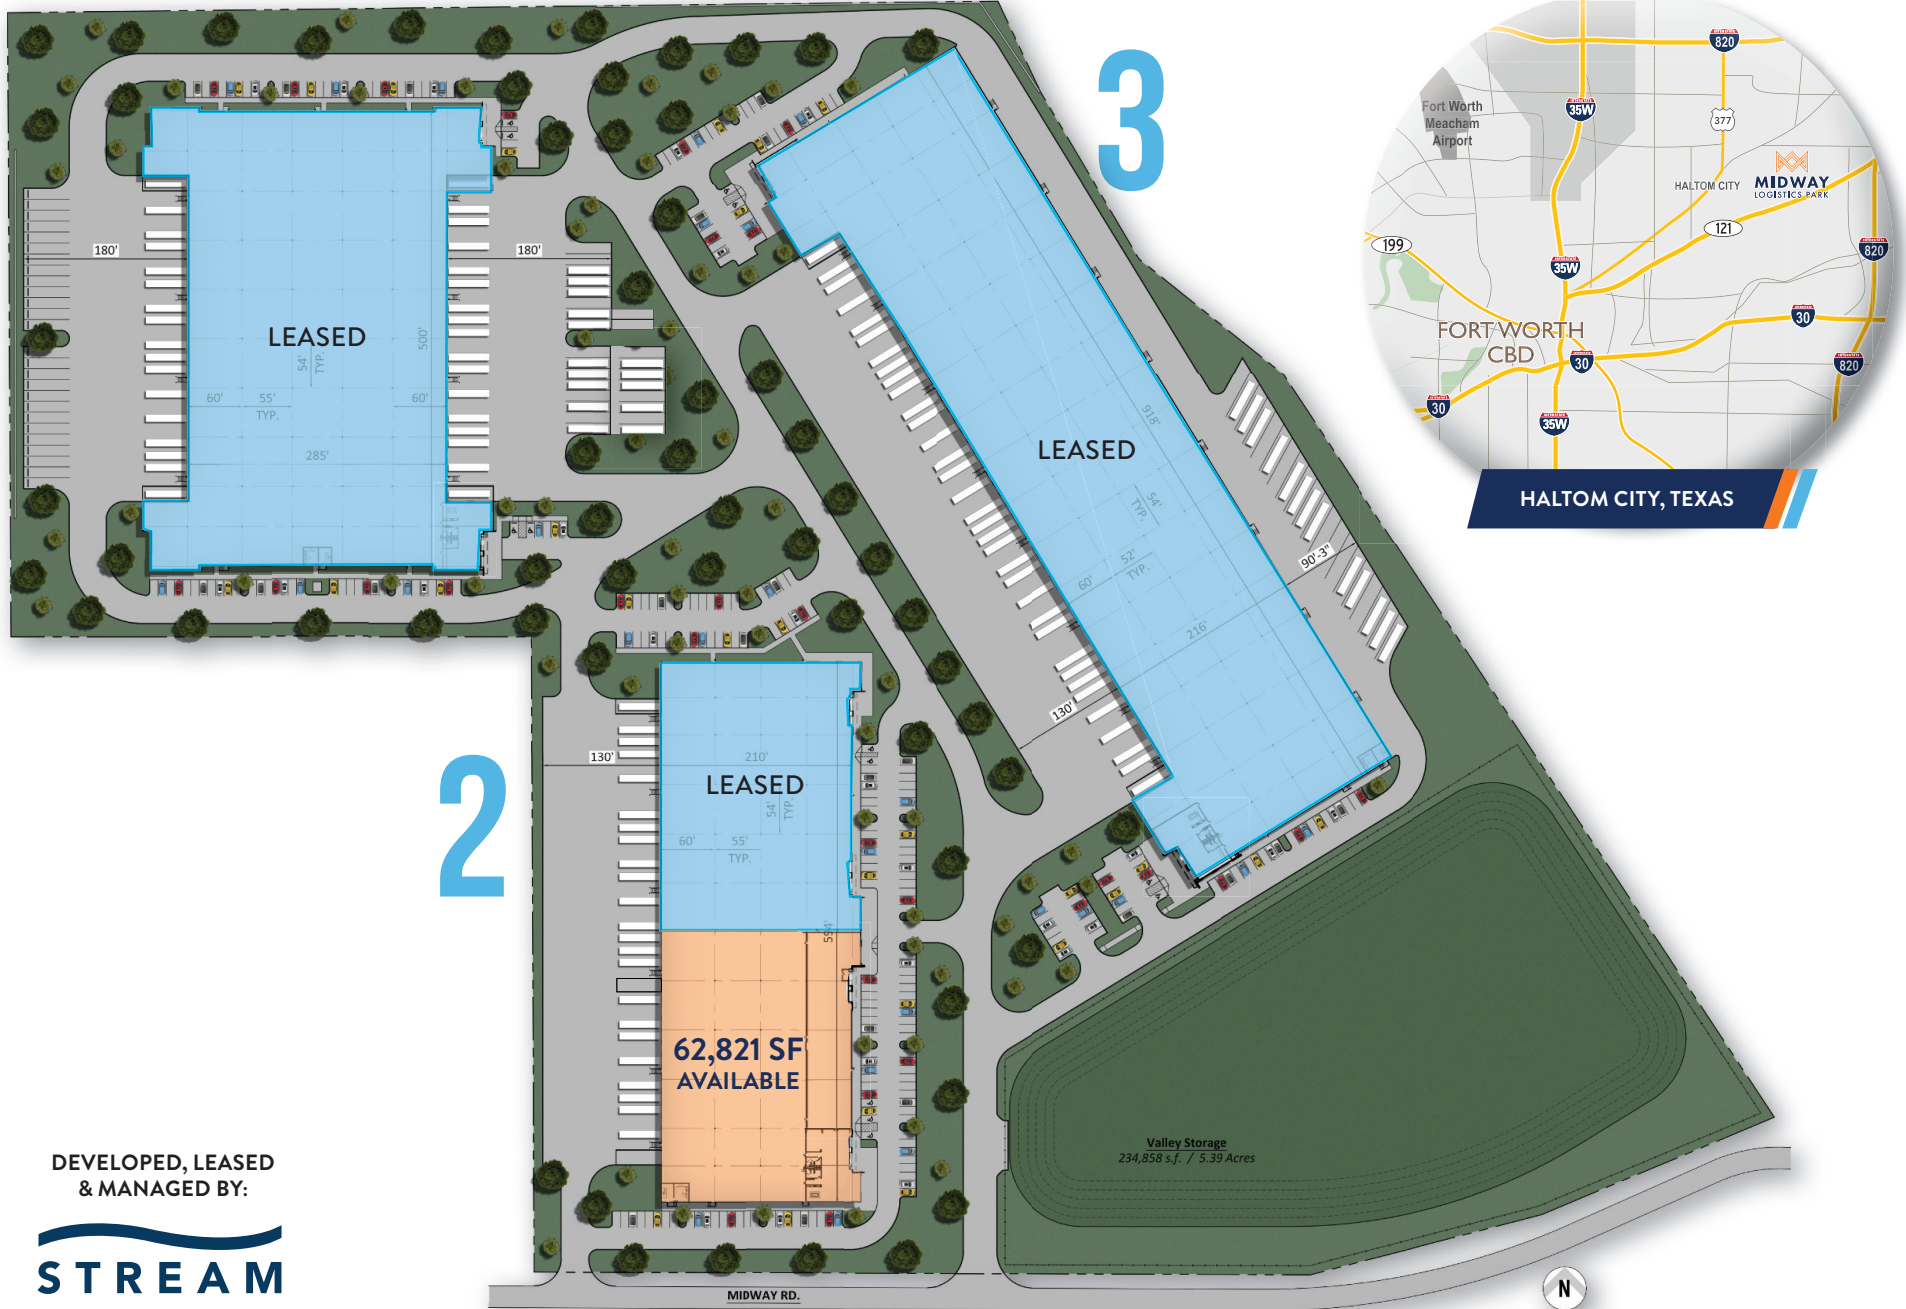 3
2
LEASED
180'
180'
500'
54'
TYP.
60'
55'
TYP.
60'
285'
LEASED
918'
54'
TYP.
52'
TYP.
60'
216'
130'
90'-3"
130'
210'
LEASED
54'
TYP.
60'
55'
TYP.
594'
62,821 SF
AVAILABLE
Valley Storage
234,858 s.f. / 5.39 Acres
MIDWAY RD.
N
DEVELOPED, LEASED
& MANAGED BY:
STREAM
820
35W
377
Fort Worth
Meacham
Airport
HALTOM CITY
MIDWAY
LOGISTICS PARK
121
199
35W
820
30
FORT WORTH
CBD
30
820
30
35W
HALTOM CITY, TEXAS